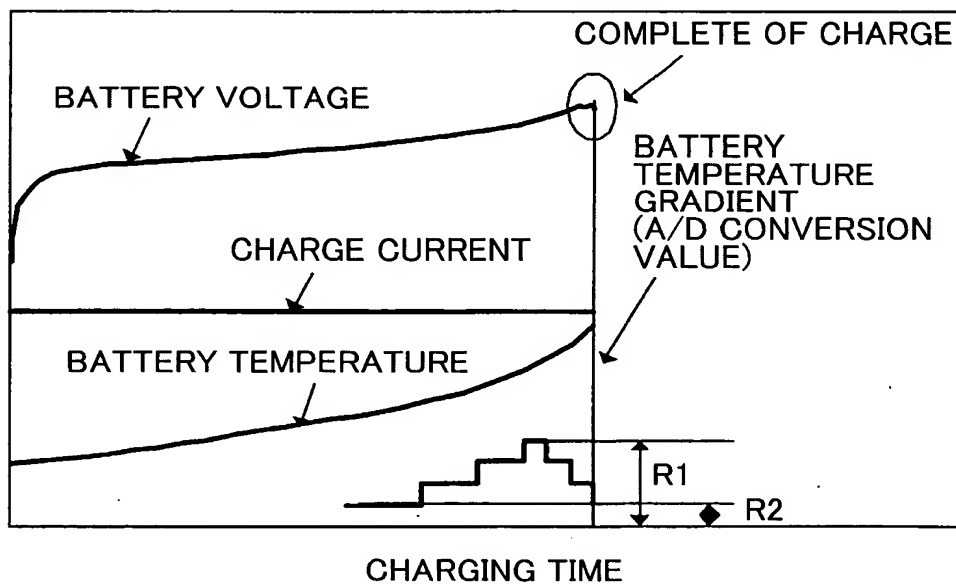 COMPLETE OF CHARGE
BATTERY VOLTAGE
BATTERY
TEMPERATURE
GRADIENT
(A/D CONVERSION
VALUE)
CHARGE CURRENT
BATTERY TEMPERATURE
R1
R2
CHARGING TIME